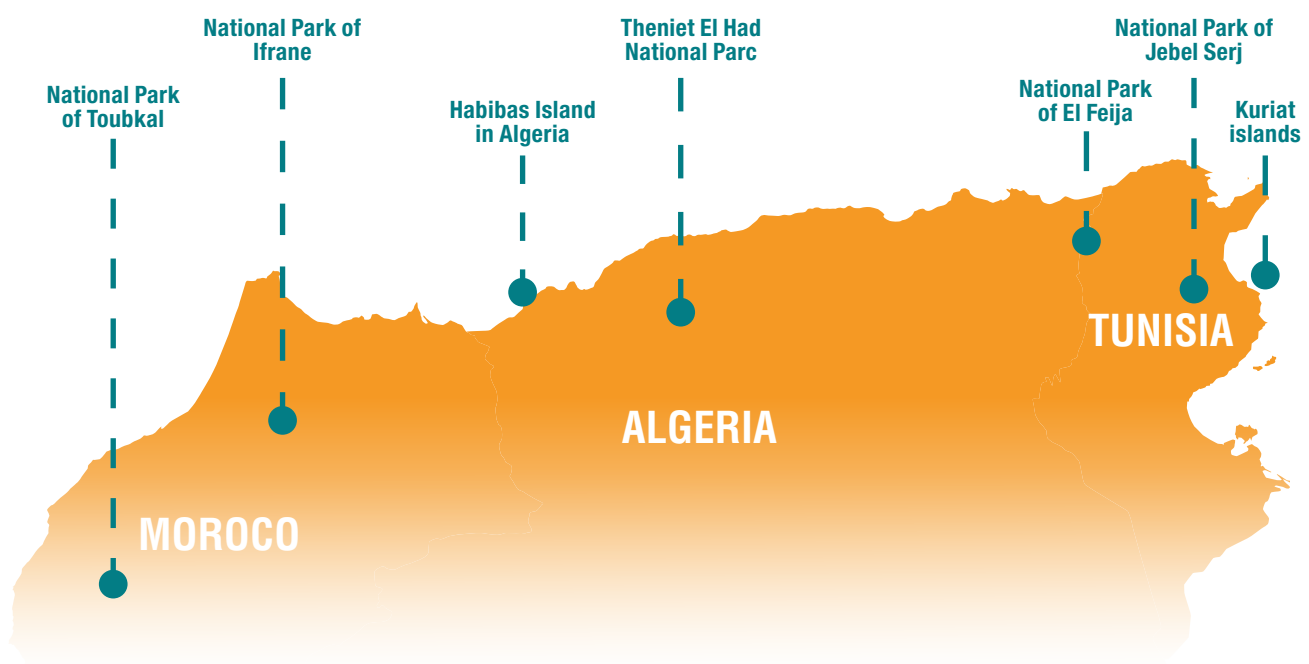 National Park of
Ifrane
Theniet El Had
National Parc
National Park of
Jebel Serj
National Park
of Toubkal
Habibas Island
in Algeria
National Park
of El Feija
Kuriat
islands
TUNISIA
ALGERIA
MOROCO